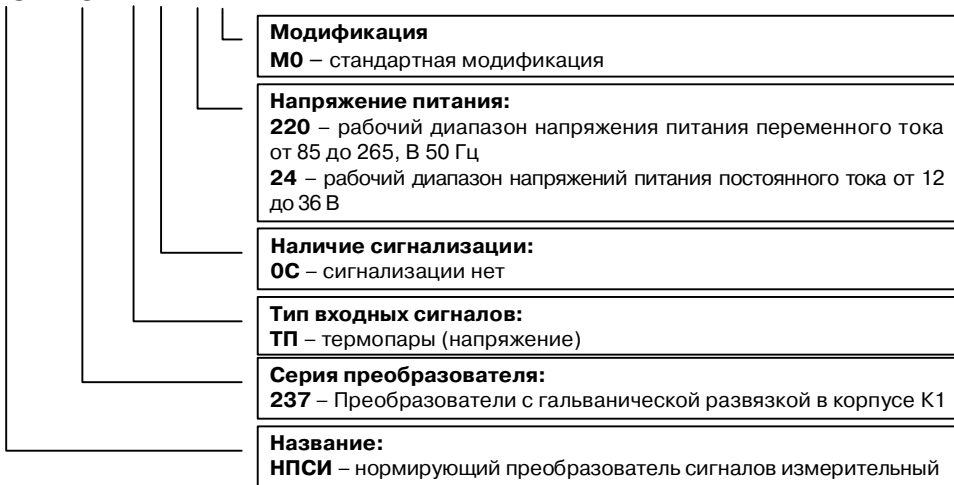 Модификация
М0 – стандартная модификация
Напряжение питания:
220 – рабочий диапазон напряжения питания переменного тока
от 85 до 265, В 50 Гц
24 – рабочий диапазон напряжений питания постоянного тока от 12
до 36 В
Наличие сигнализации:
0С – сигнализации нет
Тип входных сигналов:
ТП – термопары (напряжение)
Серия преобразователя:
237 – Преобразователи с гальванической развязкой в корпусе К1
Название:
НПСИ – нормирующий преобразователь сигналов измерительный